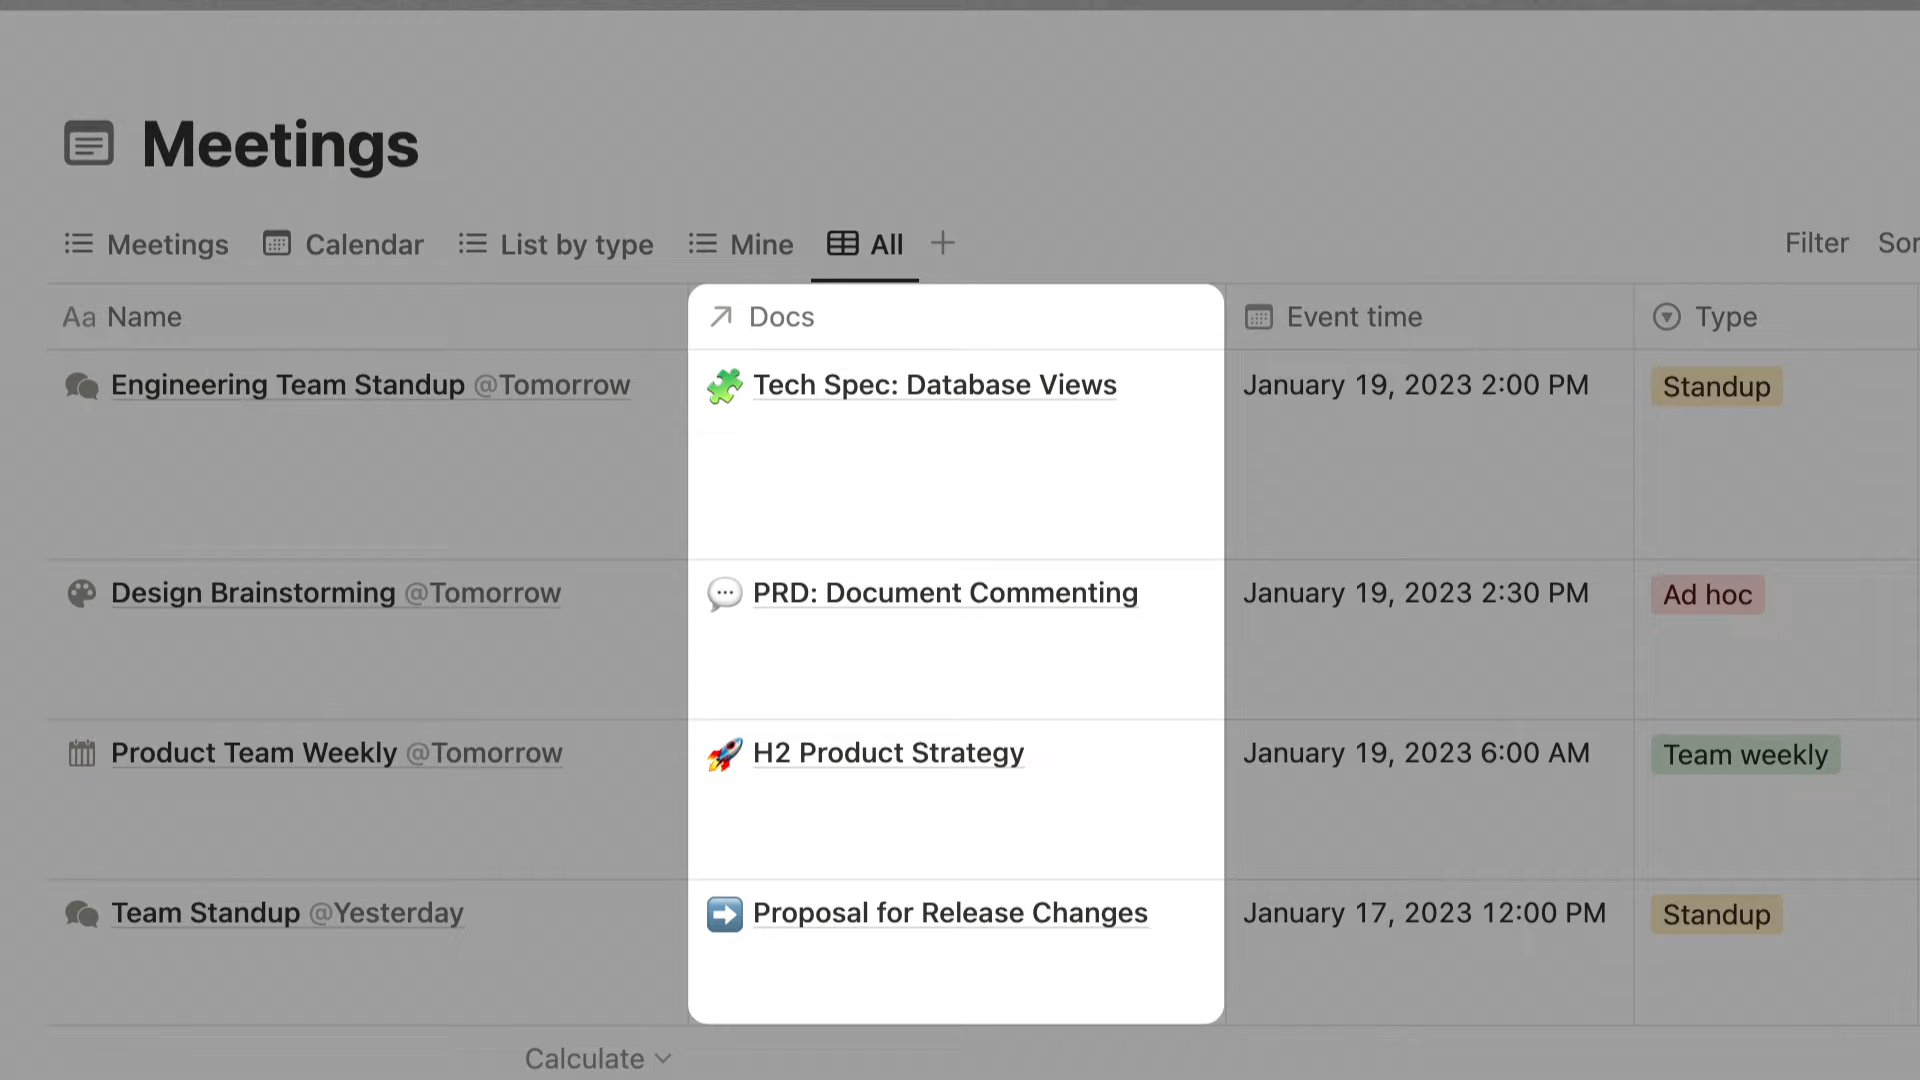 Meetings
Meetings Calendar List by type Mine All + Filter Sor
Aa Name Docs Event time Type
Engineering Team Standup @Tomorrow Tech Spec: Database Views January 19, 2023 2:00 PM Standup
Design Brainstorming @Tomorrow PRD: Document Commenting January 19, 2023 2:30 PM Ad hoc
Product Team Weekly @Tomorrow H2 Product Strategy January 19, 2023 6:00 AM Team weekly
Team Standup @Yesterday Proposal for Release Changes January 17, 2023 12:00 PM Standup
Calculate